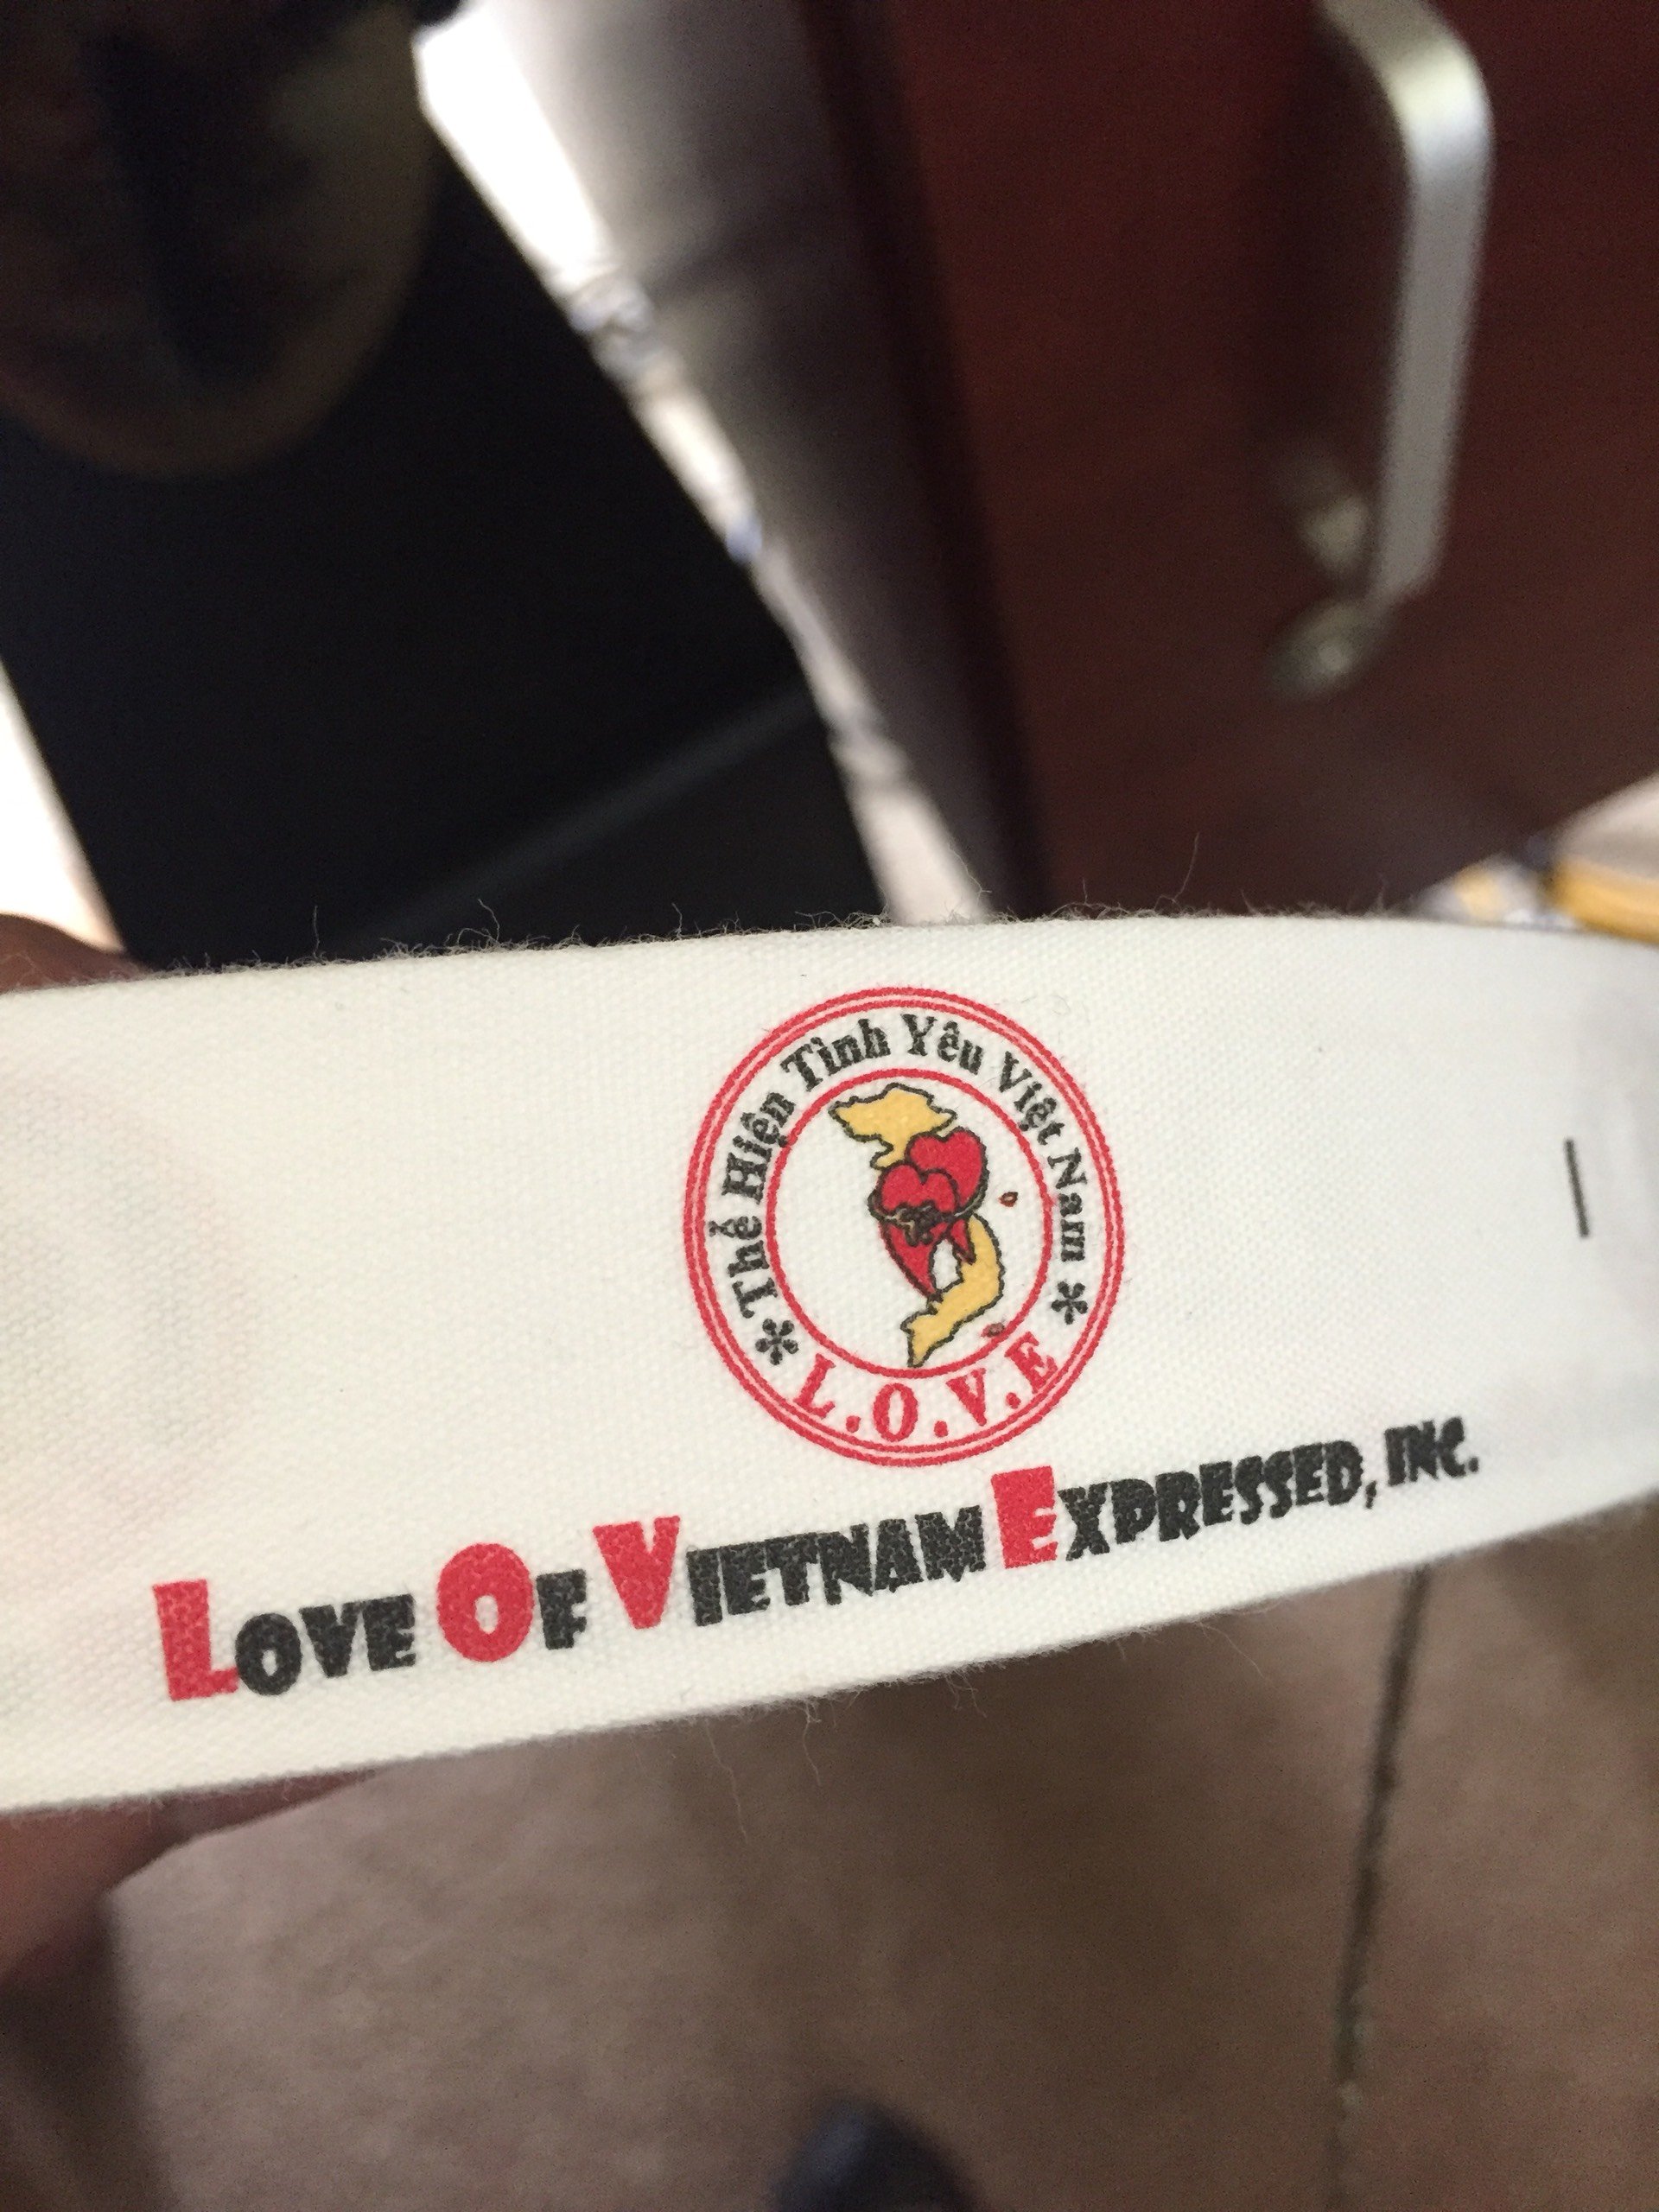 * Thể Hiện Tình Yêu Việt Nam *
L.O.V.E
LOVE OF VIETNAM EXPRESSED, INC.